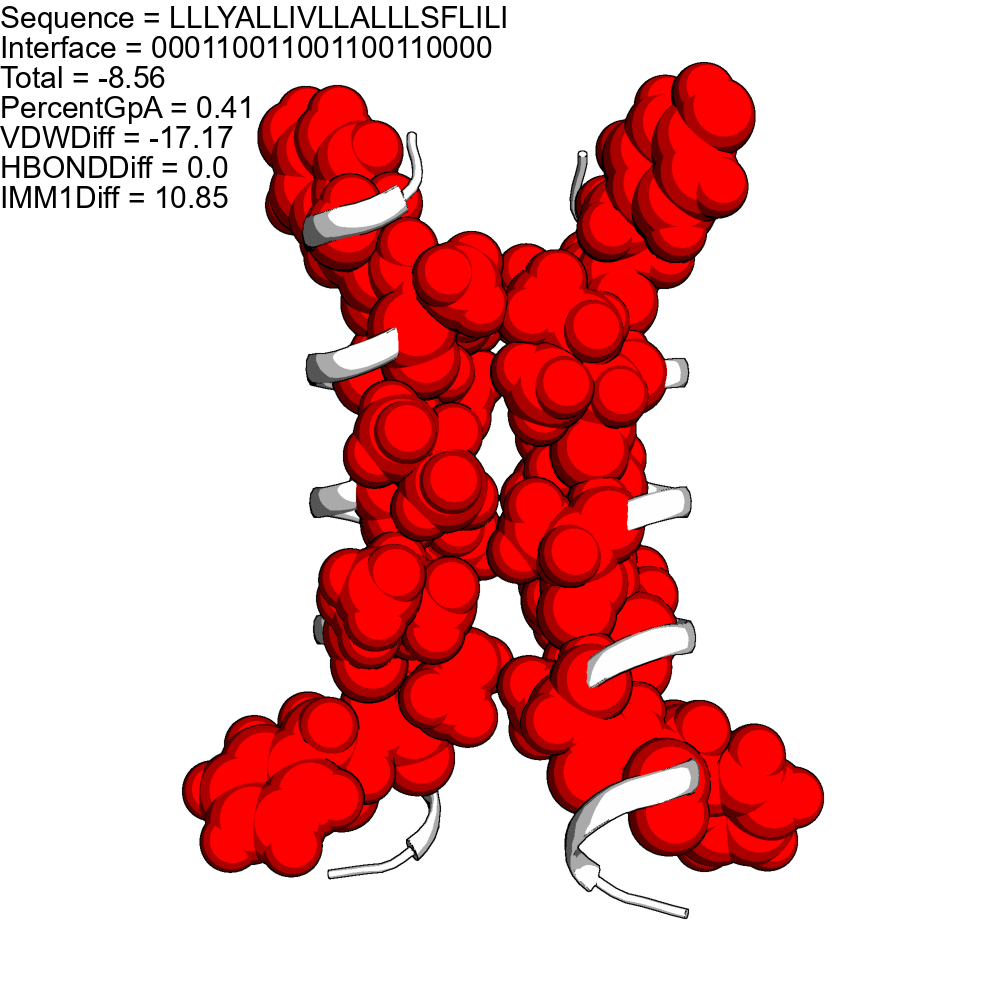 Sequence = LLLYALLIVLLALLLSFLILI
Interface = 000110011001100110000
Total = -8.56
PercentGpA = 0.41
VDWDiff = -17.17
HBONDDiff = 0.0
IMM1Diff = 10.85